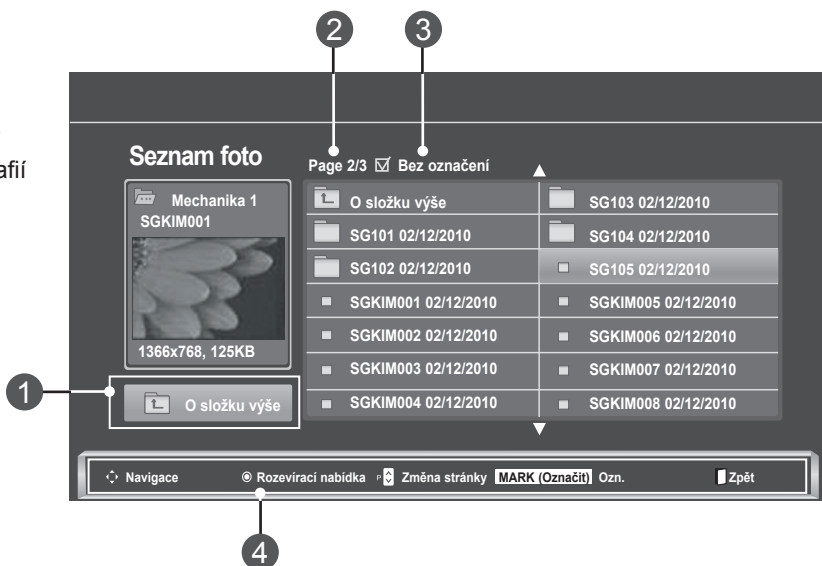 2 3
afií
Seznam foto
Page 2/3 Bez označení
Mechanika 1
SGKIM001
1366x768, 125KB
1
O složku výše
O složku výše
SG101 02/12/2010
SG102 02/12/2010
SGKIM001 02/12/2010
SGKIM002 02/12/2010
SGKIM003 02/12/2010
SGKIM004 02/12/2010
SG103 02/12/2010
SG104 02/12/2010
SG105 02/12/2010
SGKIM005 02/12/2010
SGKIM006 02/12/2010
SGKIM007 02/12/2010
SGKIM008 02/12/2010
Navigace Rozevírací nabídka P Změna stránky MARK (Označit) Ozn. Zpět
4